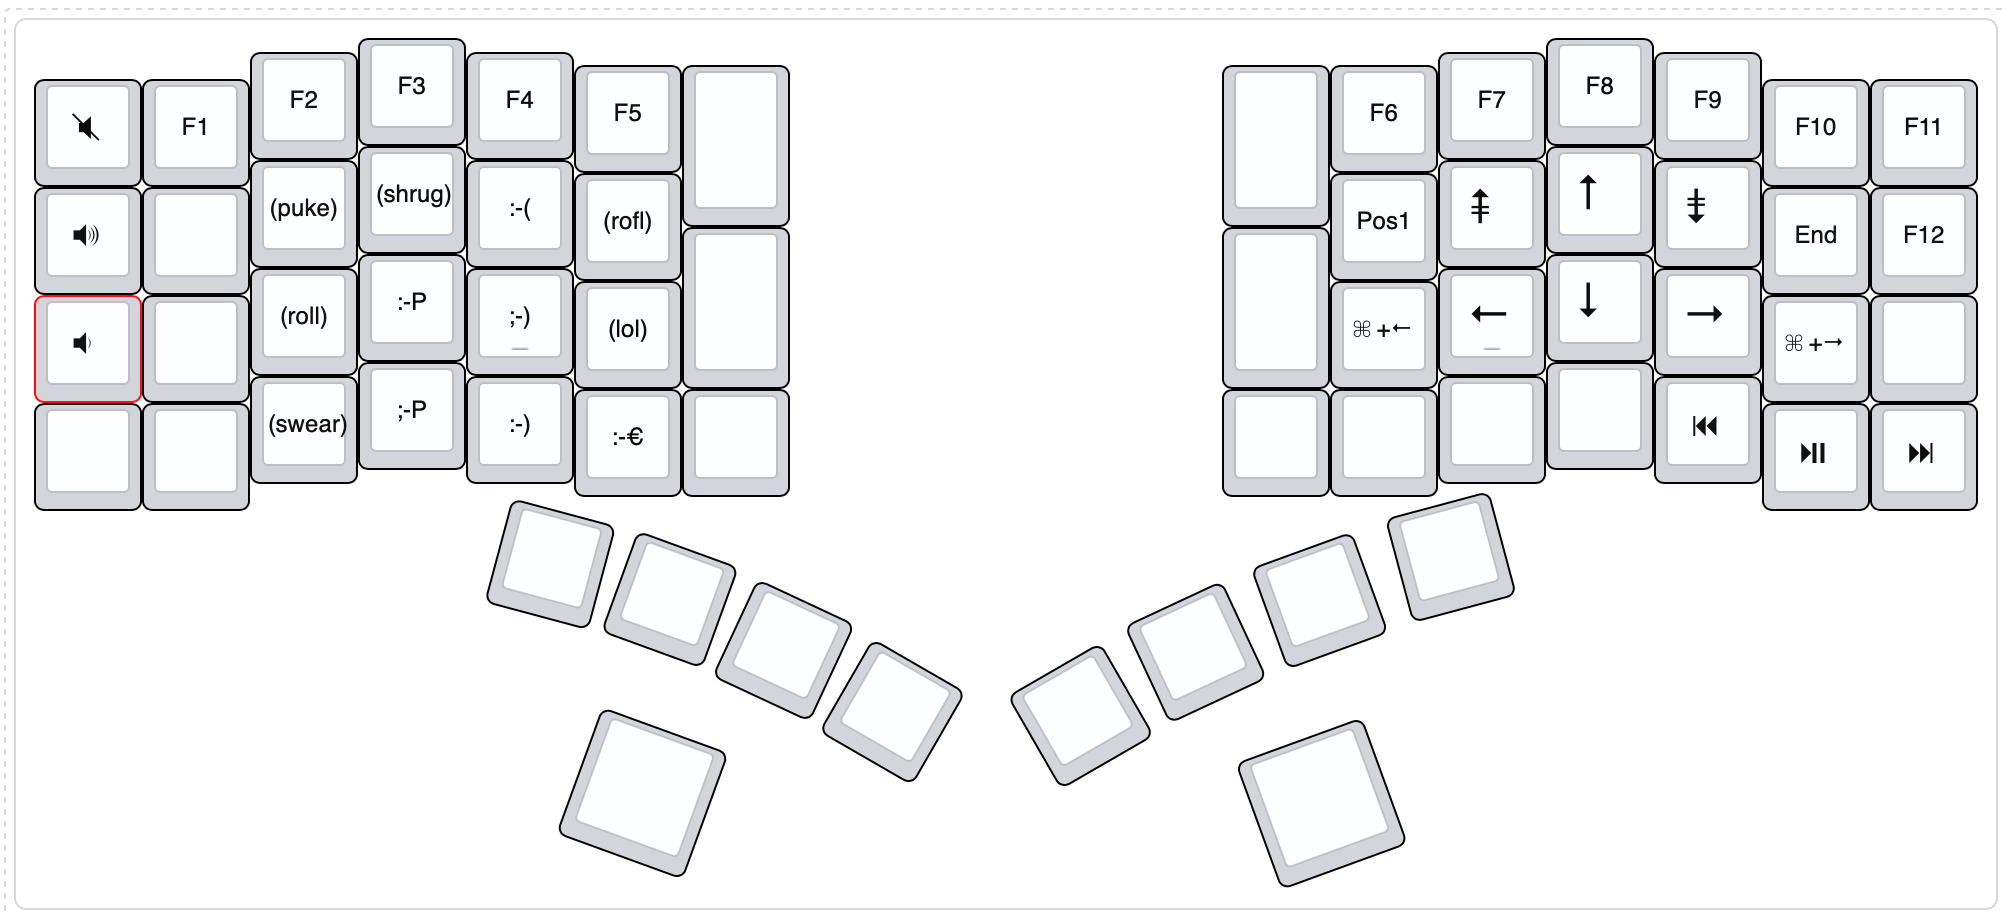 F1
F2
F3
F4
F5
(puke)
(shrug)
:-(
(rofl)
(roll)
:-P
;-)
_
(lol)
(swear)
;-P
:-)
:-€
F6
F7
F8
F9
F10
F11
Pos1
⇞
↑
⇟
End
F12
⌘+←
←
_
↓
→
⌘+→